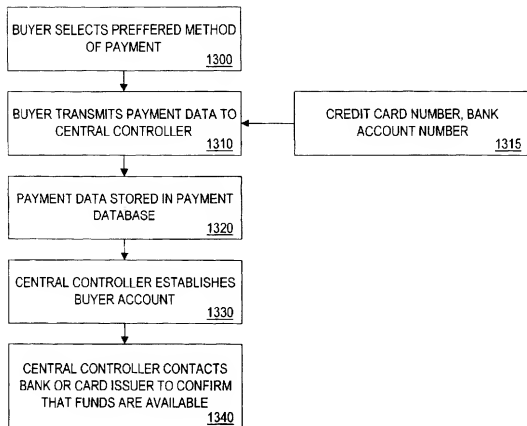 BUYER SELECTS PREFFERED METHOD
OF PAYMENT
1300
BUYER TRANSMITS PAYMENT DATA TO
CENTRAL CONTROLLER
1310
CREDIT CARD NUMBER, BANK
ACCOUNT NUMBER
1315
PAYMENT DATA STORED IN PAYMENT
DATABASE
1320
CENTRAL CONTROLLER ESTABLISHES
BUYER ACCOUNT
1330
CENTRAL CONTROLLER CONTACTS
BANK OR CARD ISSUER TO CONFIRM
THAT FUNDS ARE AVAILABLE
1340